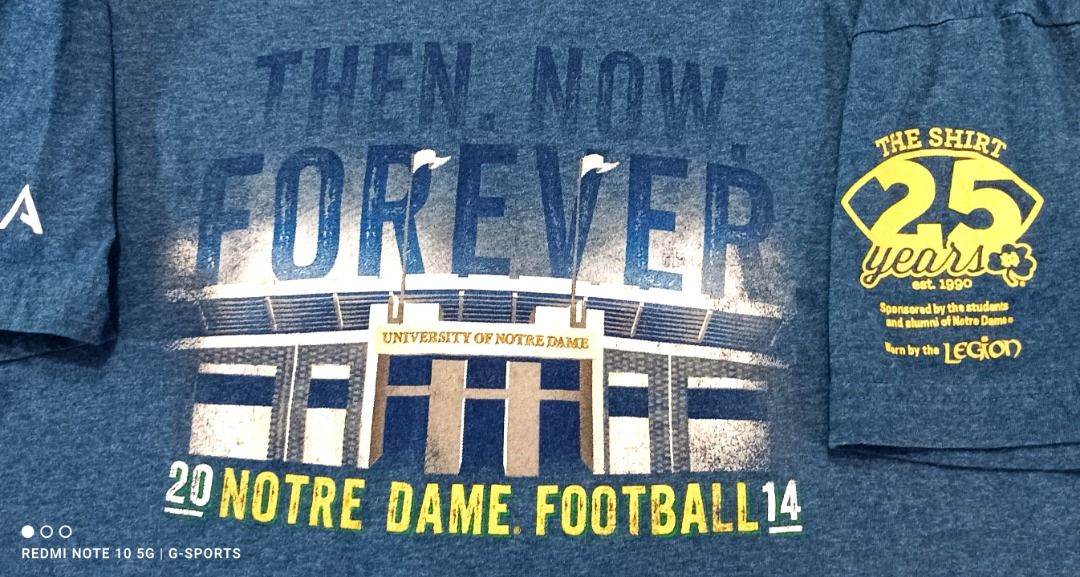 THEN. NOW.
FOREVER
UNIVERSITY OF NOTRE DAME
20 NOTRE DAME. FOOTBALL 14
THE SHIRT
25
years
est. 1990
Sponsored by the students
and alumni of Notre Dame
Worn by the LEGION
REDMI NOTE 10 5G | G-SPORTS